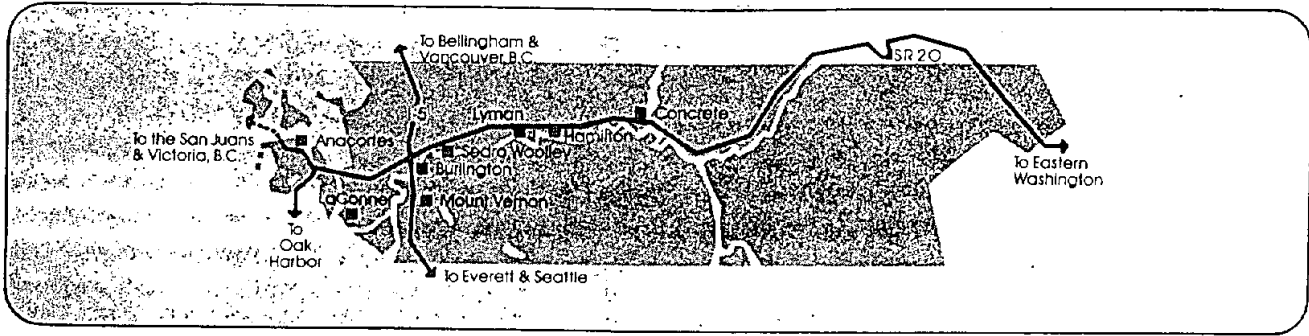 To Bellingham &
Vancouver B.C.
SR 20
5
Lyman
Concrete
Hamilton
To the San Juans
& Victoria, B.C.
Anacortes
Sedro Woolley
Burlington
To Eastern
Washington
LaConner
Mount Vernon
To
Oak
Harbor
To Everett & Seattle